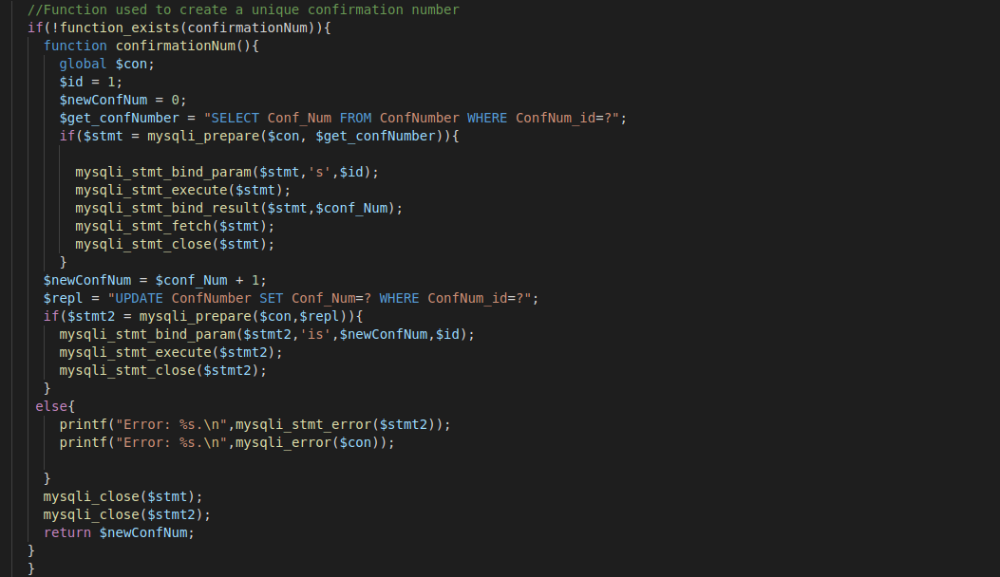 //Function used to create a unique confirmation number
if(!function_exists(confirmationNum)){
function confirmationNum(){
global $con;
$id = 1;
$newConfNum = 0;
$get_confNumber = "SELECT Conf_Num FROM ConfNumber WHERE ConfNum_id=?";
if($stmt = mysqli_prepare($con, $get_confNumber)){
mysqli_stmt_bind_param($stmt,'s',$id);
mysqli_stmt_execute($stmt);
mysqli_stmt_bind_result($stmt,$conf_Num);
mysqli_stmt_fetch($stmt);
mysqli_stmt_close($stmt);
}
$newConfNum = $conf_Num + 1;
$repl = "UPDATE ConfNumber SET Conf_Num=? WHERE ConfNum_id=?";
if($stmt2 = mysqli_prepare($con,$repl)){
mysqli_stmt_bind_param($stmt2,'is',$newConfNum,$id);
mysqli_stmt_execute($stmt2);
mysqli_stmt_close($stmt2);
}
else{
printf("Error: %s.\n",mysqli_stmt_error($stmt2));
printf("Error: %s.\n",mysqli_error($con));
}
mysqli_close($stmt);
mysqli_close($stmt2);
return $newConfNum;
}
}